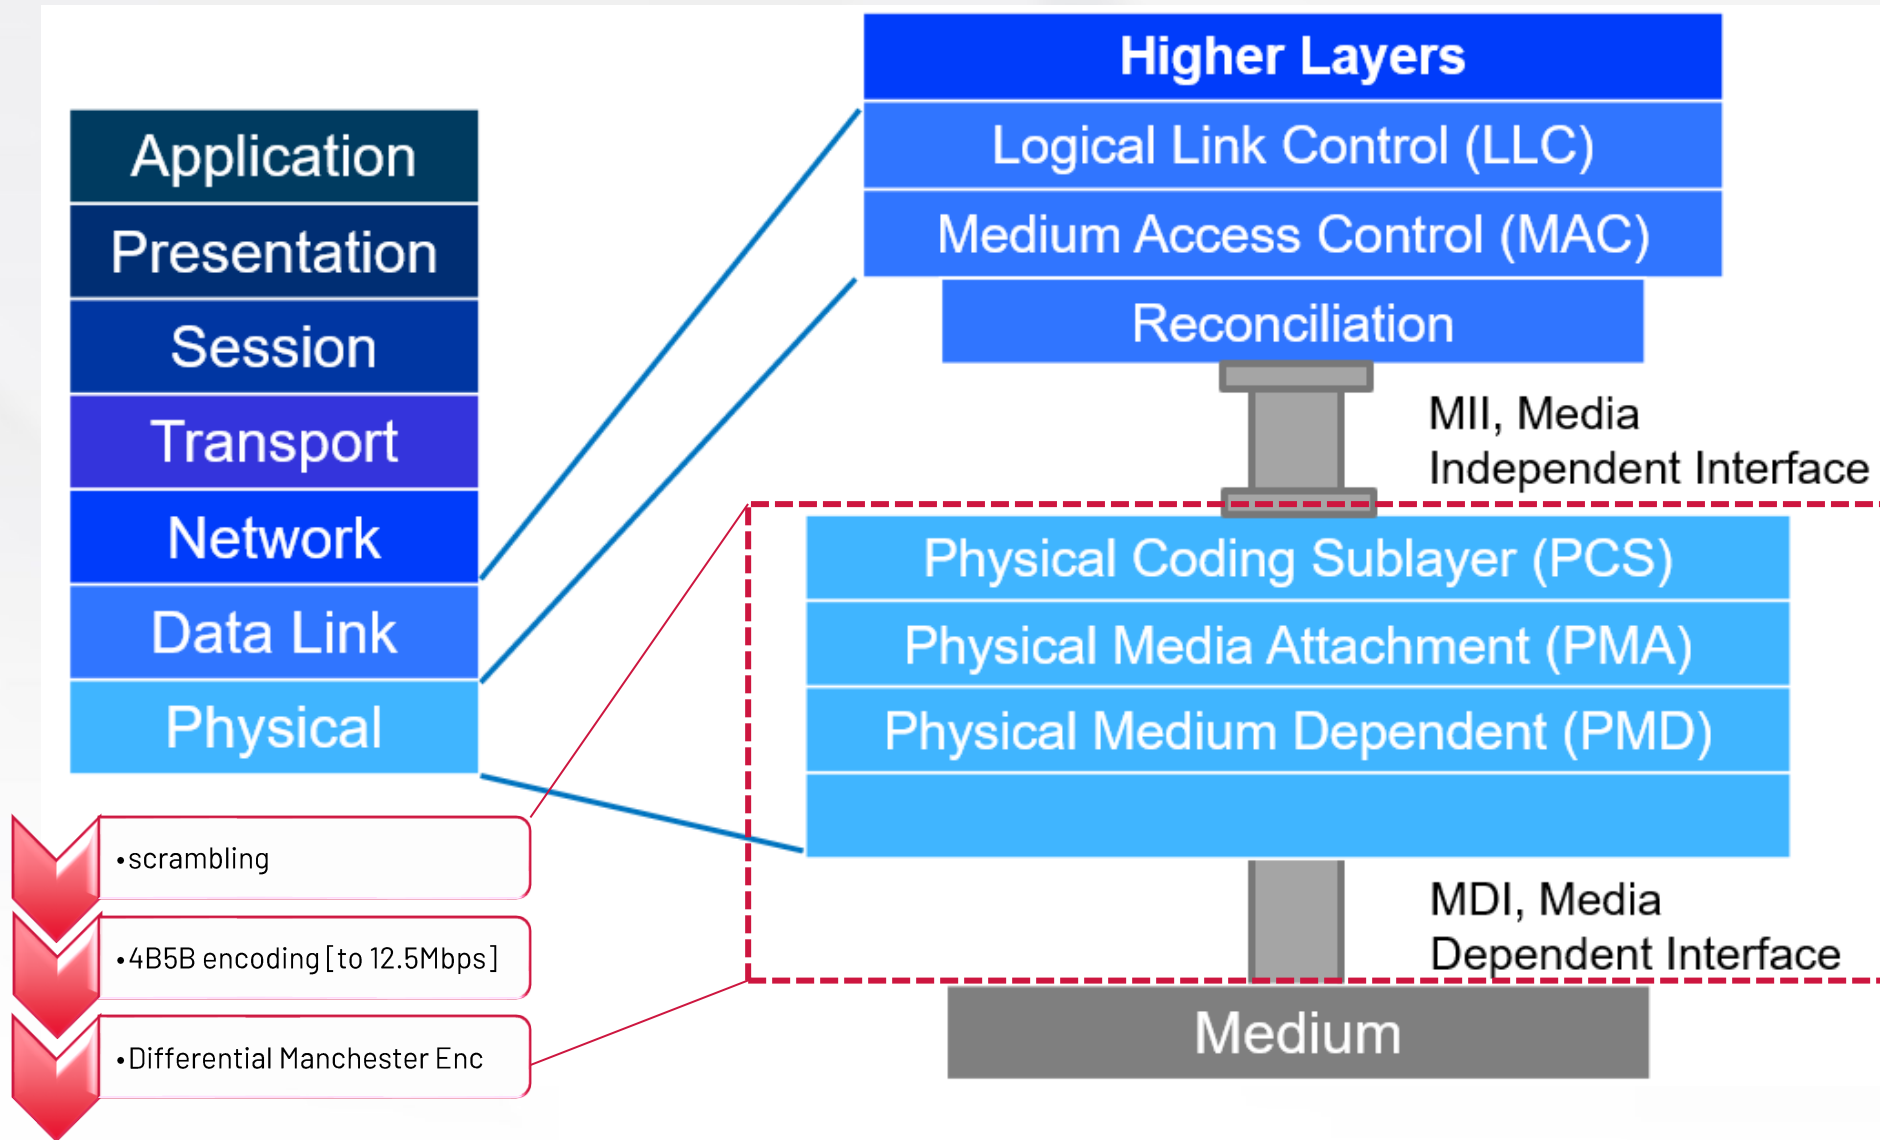 Application
Presentation
Session
Transport
Network
Data Link
Physical
•scrambling
•4B5B encoding [to 12.5Mbps]
•Differential Manchester Enc
Higher Layers
Logical Link Control (LLC)
Medium Access Control (MAC)
Reconciliation
MII, Media
Independent Interface
Physical Coding Sublayer (PCS)
Physical Media Attachment (PMA)
Physical Medium Dependent (PMD)
MDI, Media
Dependent Interface
Medium